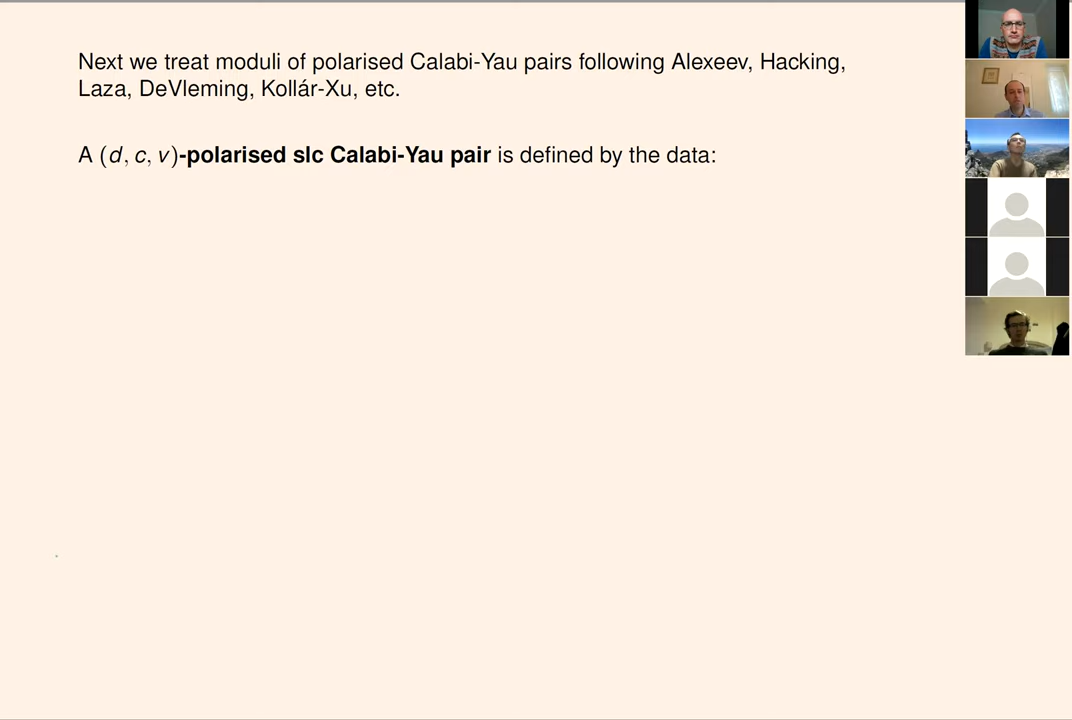 Next we treat moduli of polarised Calabi-Yau pairs following Alexeev, Hacking,
Laza, DeVleming, Kollár-Xu, etc.
A (d, c, v)-polarised slc Calabi-Yau pair is defined by the data: